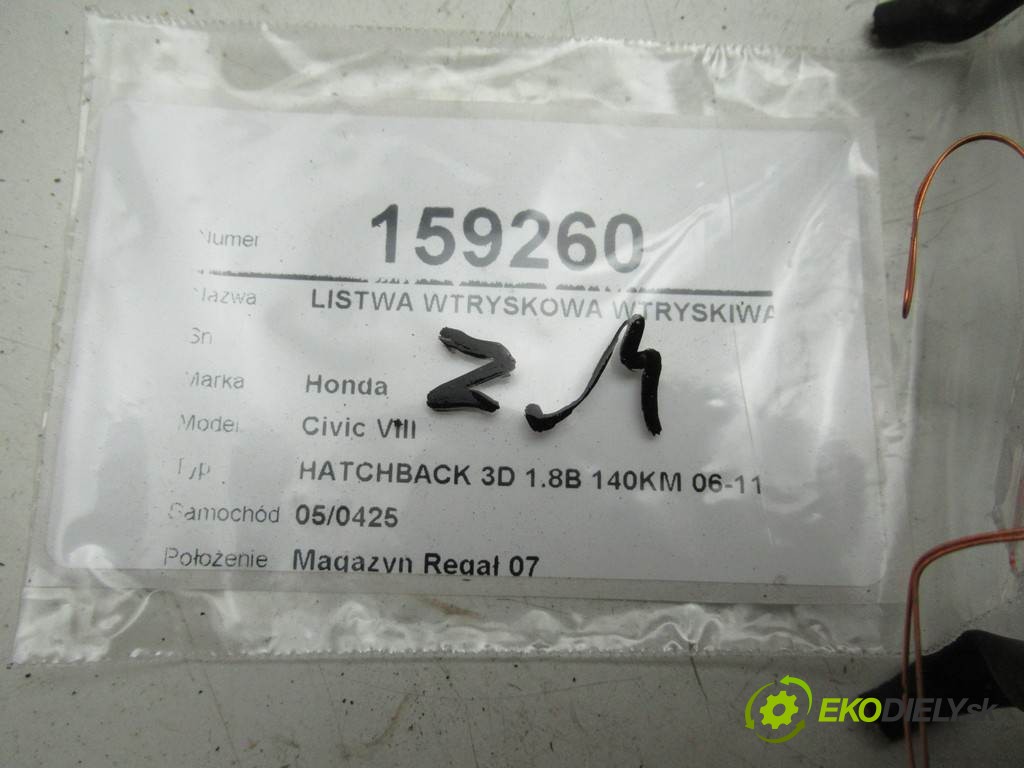 Numer 159260
Nazwa LISTWA WTRYSKOWA WTRYSKIWA
Sn
Marka Honda
Model Civic VIII
Typ HATCHBACK 3D 1.8B 140KM 06-11
Samochód 05/0425
Położenie Magazyn Regał 07
EKODIELY.sk